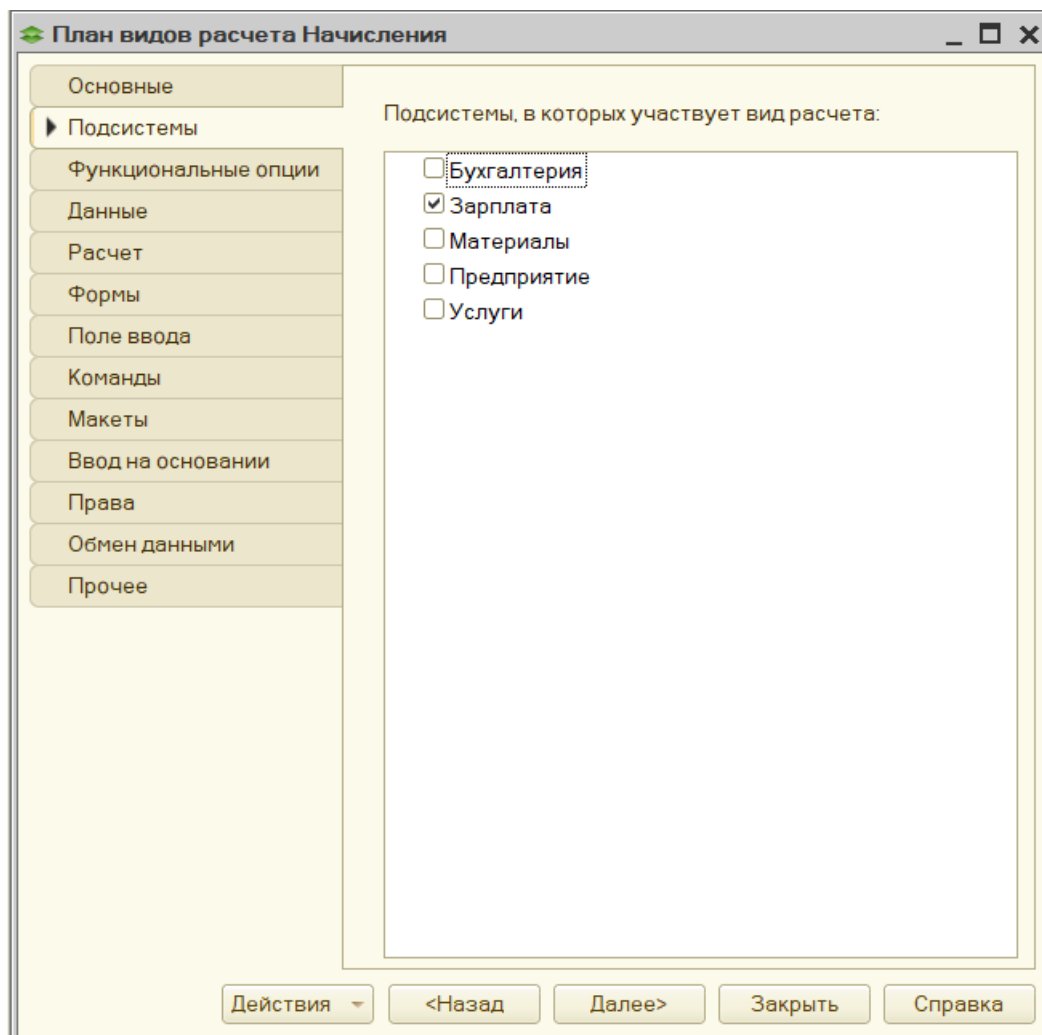 План видов расчета Начисления
Основные
Подсистемы
Функциональные опции
Данные
Расчет
Формы
Поле ввода
Команды
Макеты
Ввод на основании
Права
Обмен данными
Прочее
Подсистемы, в которых участвует вид расчета:
Бухгалтерия
Зарплата
Материалы
Предприятие
Услуги
Действия
<Назад
Далее>
Закрыть
Справка